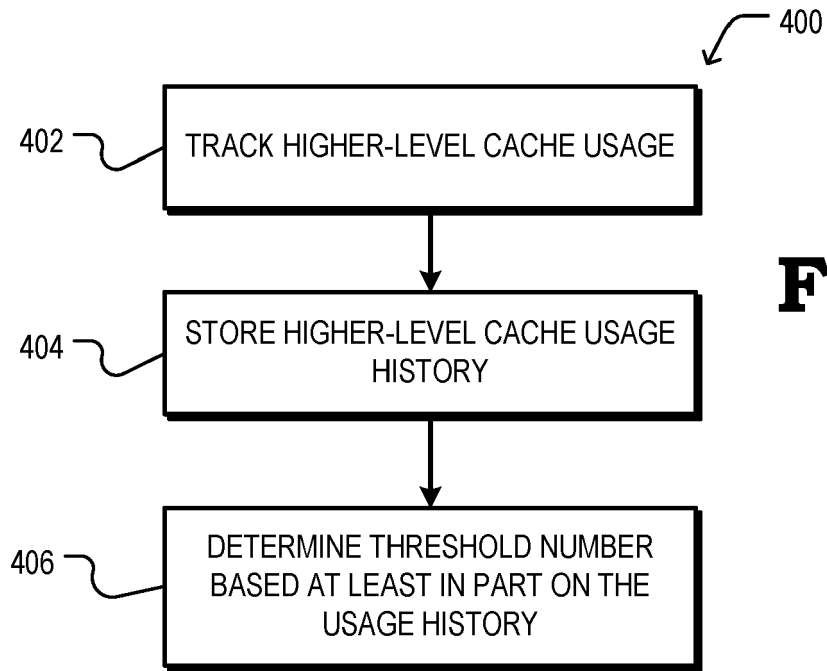 400
402
TRACK HIGHER-LEVEL CACHE USAGE
404
STORE HIGHER-LEVEL CACHE USAGE
HISTORY
F
406
DETERMINE THRESHOLD NUMBER
BASED AT LEAST IN PART ON THE
USAGE HISTORY